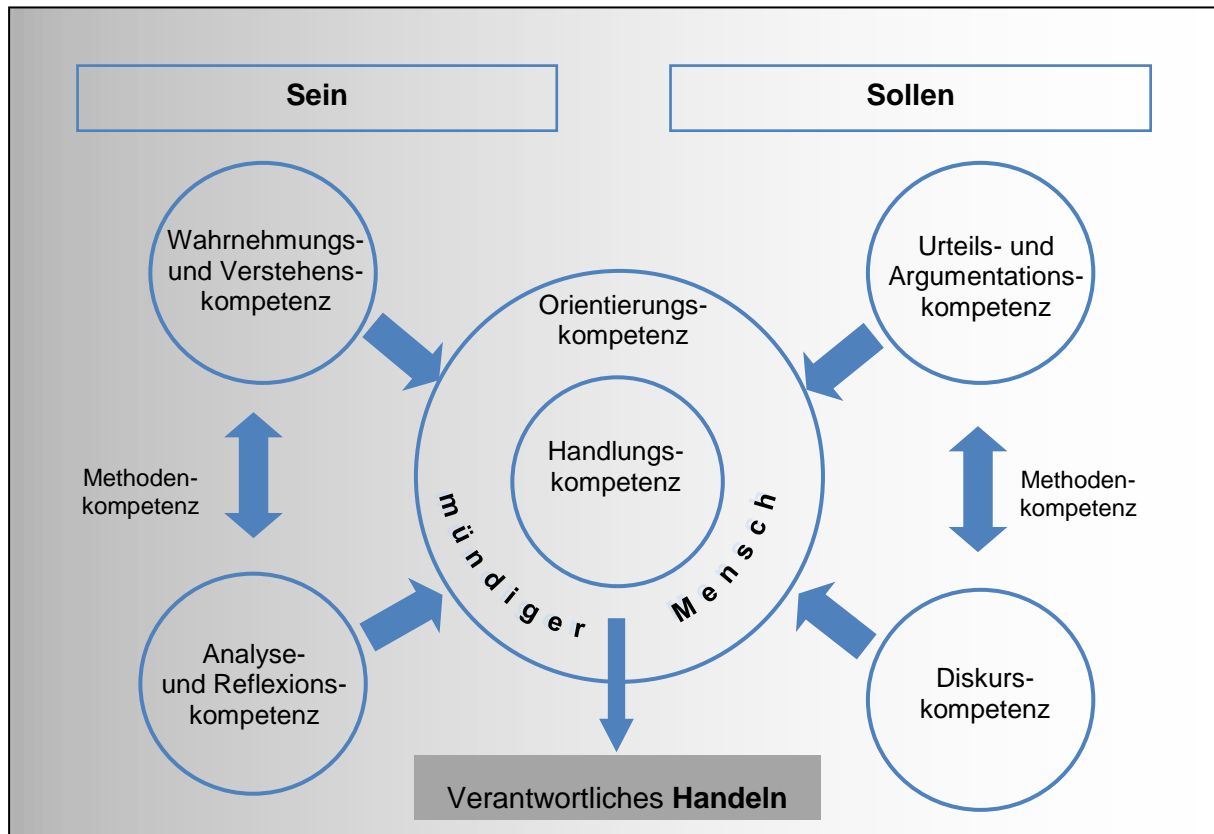 Sein
Sollen
Wahrnehmungs-
und Verstehens-
kompetenz
Urteils- und
Argumentations-
kompetenz
Orientierungs-
kompetenz
Handlungs-
kompetenz
Methoden-
kompetenz
Methoden-
kompetenz
mündiger Mensch
Analyse-
und Reflexions-
kompetenz
Diskurs-
kompetenz
Verantwortliches Handeln